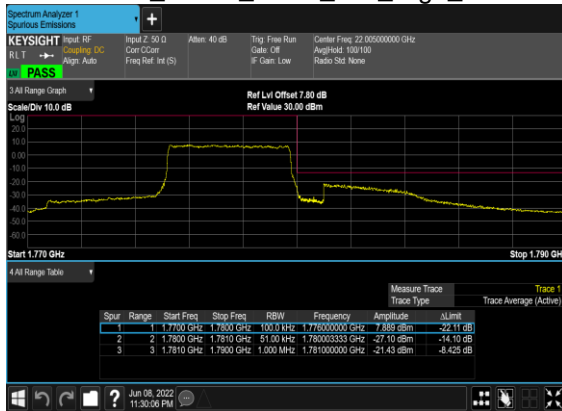 Spectrum Analyzer 1
Spurious Emissions
KEYSIGHT Input: RF Input Z: 50 Ω Atten: 40 dB Trig: Free Run Center Freq: 22.005000000 GHz
RLT Coupling: DC Corr CCorr Gate: Off Avg|Hold: 100/100
Align: Auto Freq Ref: Int (S) IF Gain: Low Radio Std: None
PASS
3 All Range Graph
Ref Lvl Offset 7.80 dB
Scale/Div 10.0 dB Ref Value 30.00 dBm
Log
20.0
10.0
0.00
-10.0
-20.0
-30.0
-40.0
-50.0
-60.0
Start 1.770 GHz Stop 1.790 GH
4 All Range Table
Measure Trace Trace 1
Trace Type Trace Average (Active)
Spur Range Start Freq Stop Freq RBW Frequency Amplitude ΔLimit
1 1 1.7700 GHz 1.7800 GHz 100.0 kHz 1.776000000 GHz 7.889 dBm -22.11 dB
2 2 1.7800 GHz 1.7810 GHz 51.00 kHz 1.780003333 GHz -27.10 dBm -14.10 dB
3 3 1.7810 GHz 1.7900 GHz 1.000 MHz 1.781000000 GHz -21.43 dBm -8.425 dB
Jun 08, 2022
11:30:06 PM